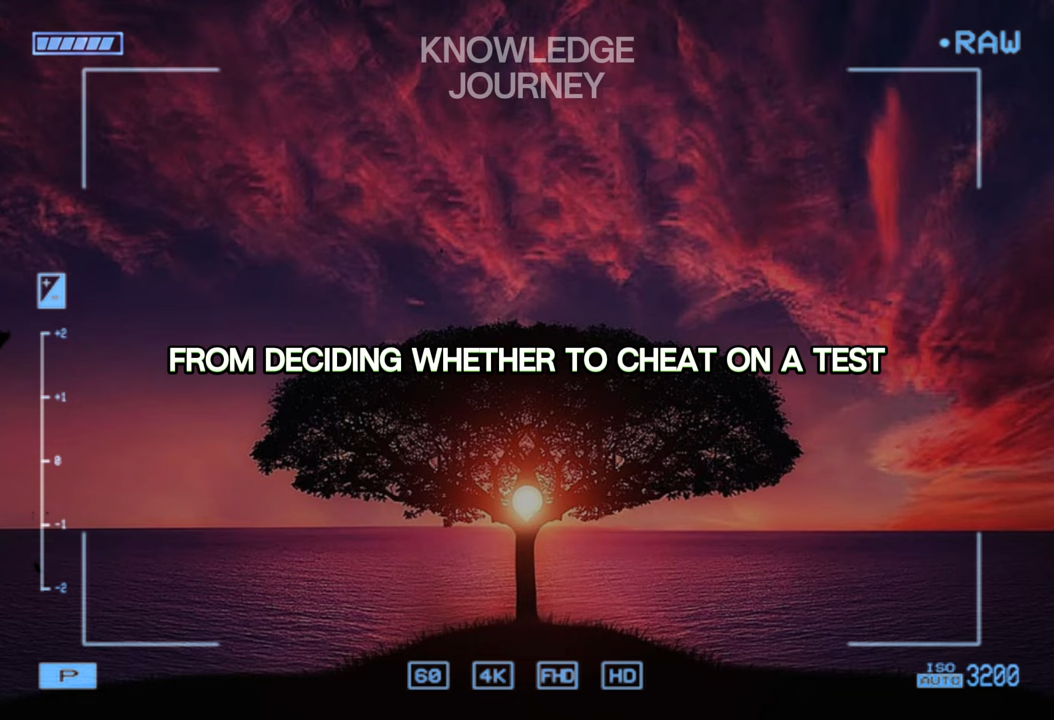 KNOWLEDGE
JOURNEY
•RAW
+2
FROM DECIDING WHETHER TO CHEAT ON A TEST
+1
0
-1
-2
P
60 4K FHD HD
ISO
AUTO 3200